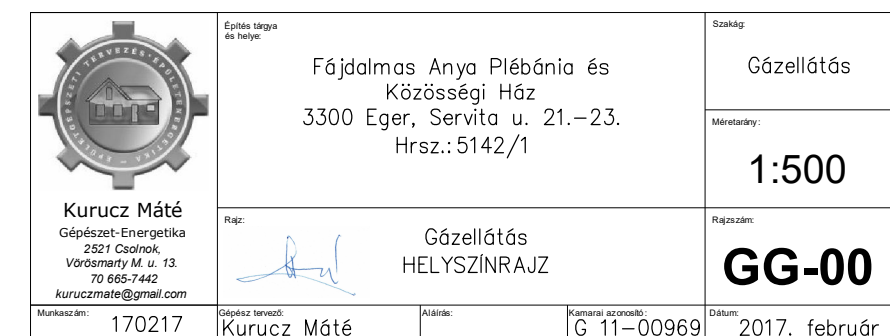 Építés tárgya
és helye:
Fájdalmas Anya Plébánia és
Közösségi Ház
3300 Eger, Servita u. 21.-23.
Hrsz.: 5142/1
Szakág:
Gázellátás
Méretarány:
1:500
ÉPÜLETGÉPÉSZETI TERVEZÉS - ÉPÜLETENERGETIKA -
Kurucz Máté
Gépészet-Energetika
2521 Csolnok,
Vörösmarty M. u. 13.
70 665-7442
kuruczmate@gmail.com
Rajz:
Gázellátás
HELYSZÍNRAJZ
Rajzszám:
GG-00
Munkaszám:
170217
Gépész tervező:
Kurucz Máté
Aláírás:
Kamarai azonosító:
G 11-00969
Dátum:
2017. február